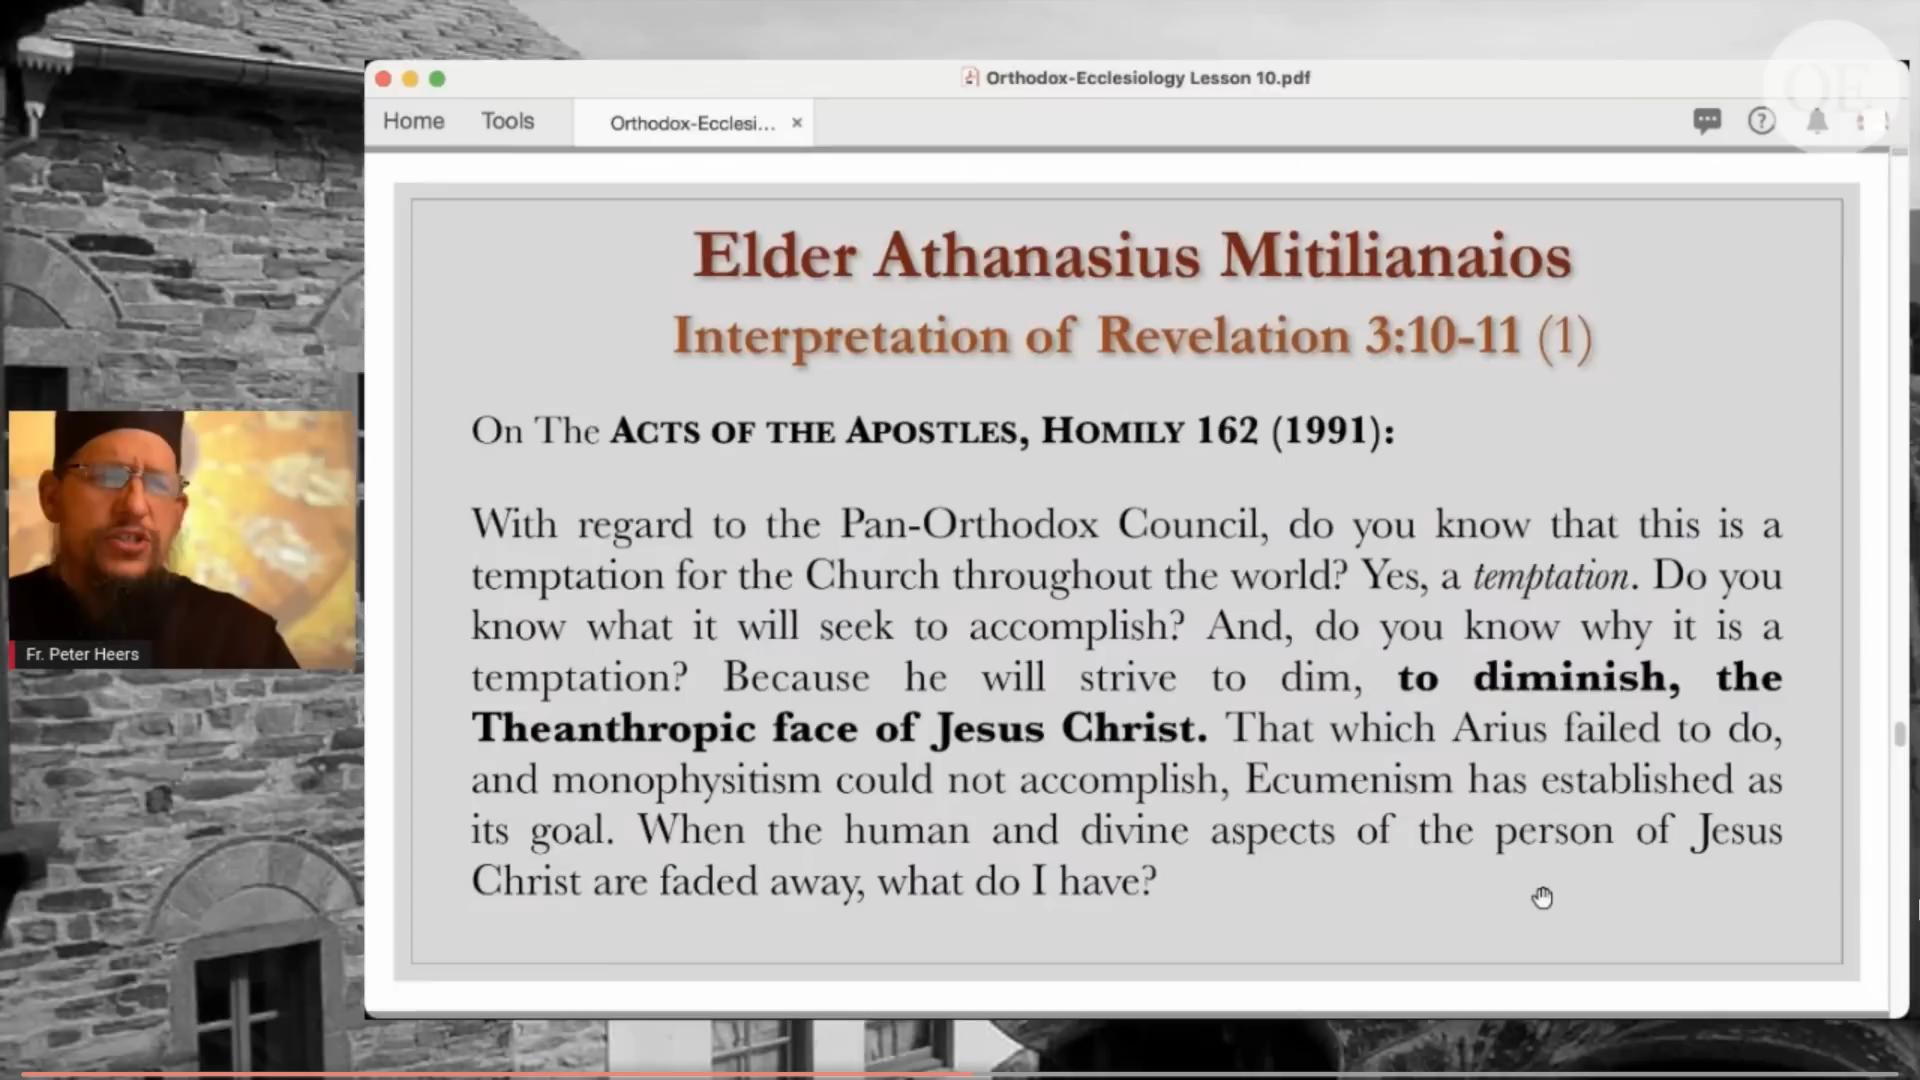 Orthodox-Ecclesiology Lesson 10.pdf
OE
Home Tools Orthodox-Ecclesi... ×
Elder Athanasius Mitilianaios
Interpretation of Revelation 3:10-11 (1)
On The ACTS OF THE APOSTLES, HOMILY 162 (1991):
With regard to the Pan-Orthodox Council, do you know that this is a
temptation for the Church throughout the world? Yes, a temptation. Do you
know what it will seek to accomplish? And, do you know why it is a
temptation? Because he will strive to dim, to diminish, the
Theanthropic face of Jesus Christ. That which Arius failed to do,
and monophysitism could not accomplish, Ecumenism has established as
its goal. When the human and divine aspects of the person of Jesus
Christ are faded away, what do I have?
Fr. Peter Heers